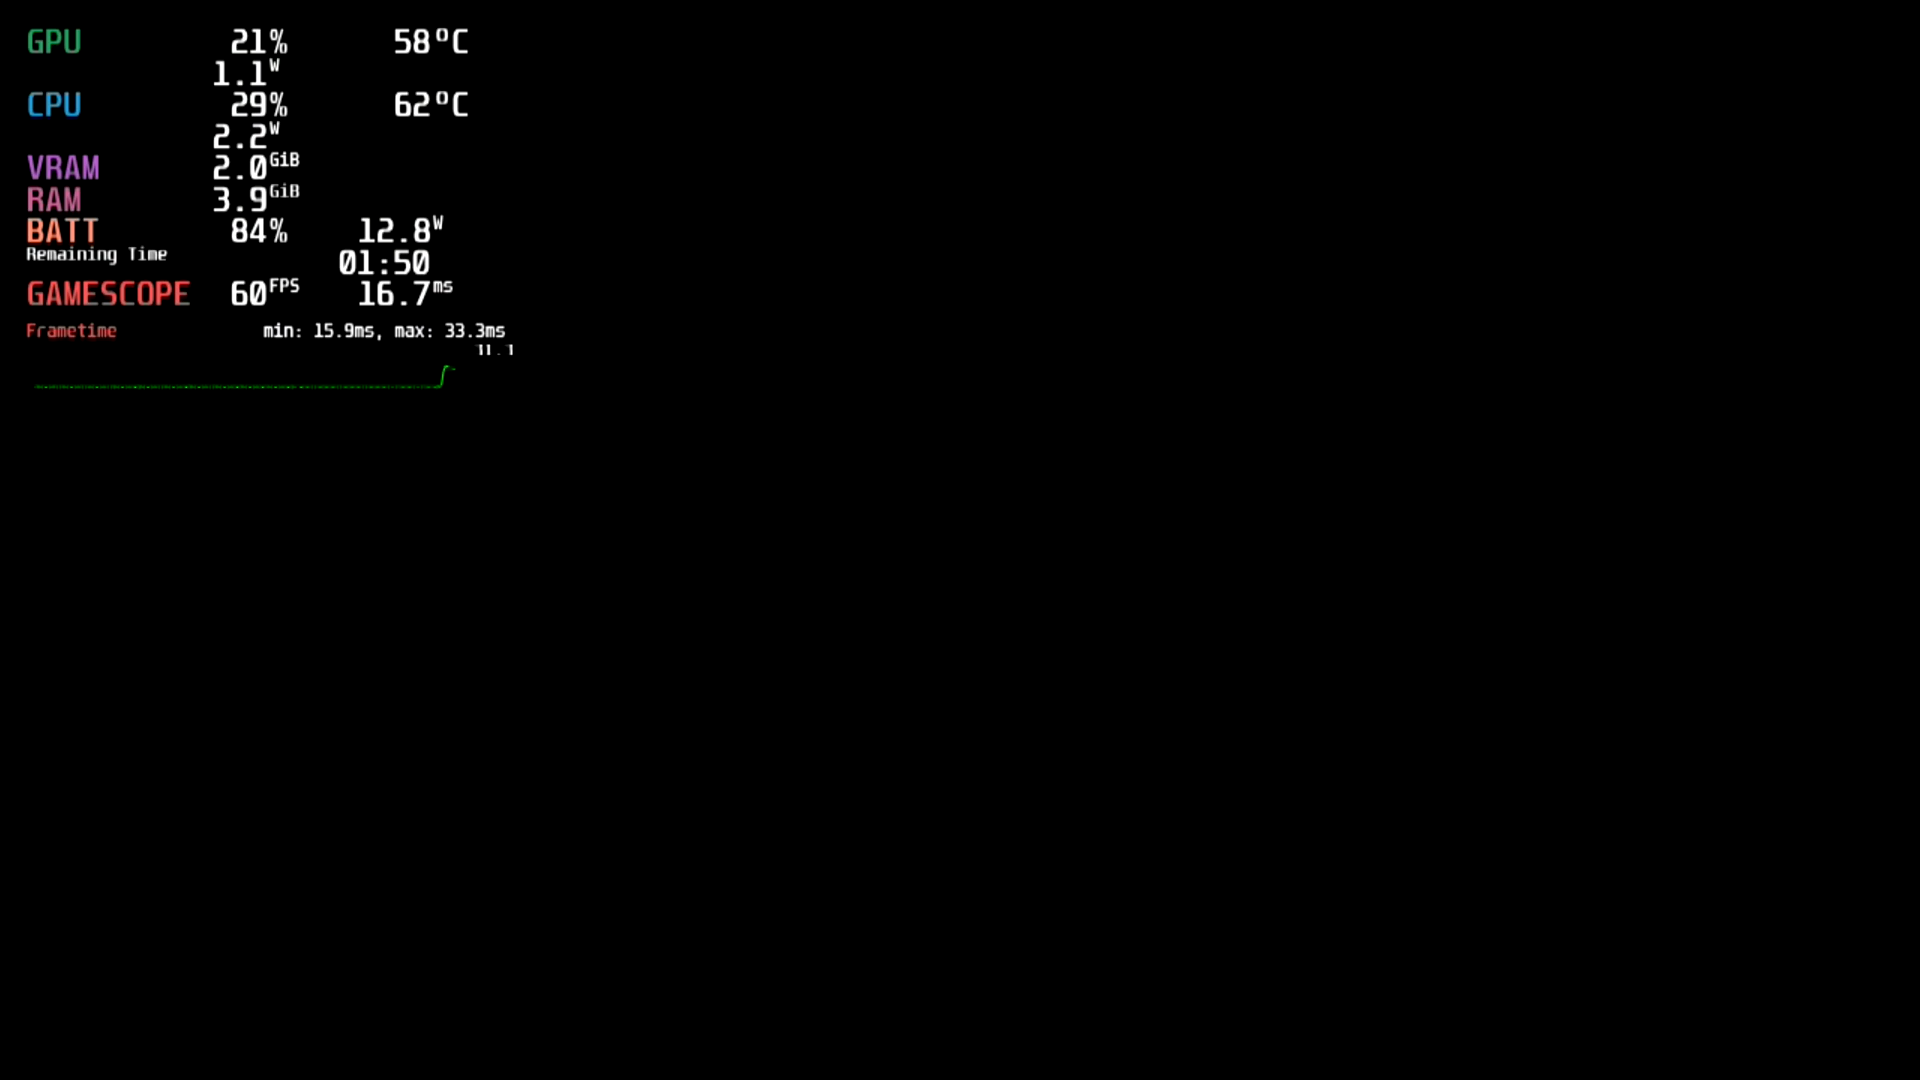 GPU 21% 58°C
1.1W
CPU 29% 62°C
2.2W
VRAM 2.0GiB
RAM 3.9GiB
BATT 84% 12.8W
Remaining Time 01:50
GAMESCOPE 60FPS 16.7ms
Frametime min: 15.9ms, max: 33.3ms